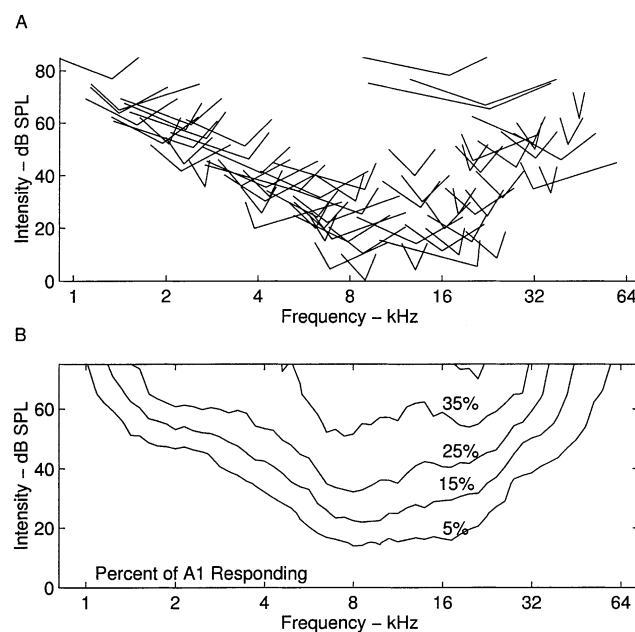 A
80
60
40
20
0
Intensity – dB SPL
1 2 4 8 16 32 64
Frequency – kHz
B
60
40
20
0
Intensity – dB SPL
35%
25%
15%
5%
Percent of A1 Responding
1 2 4 8 16 32 64
Frequency – kHz